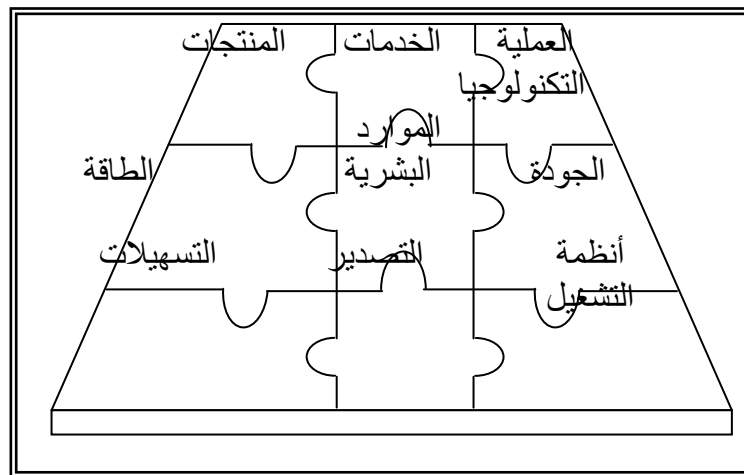 العملية
التكنولوجيا
الخدمات
المنتجات
الجودة
الموارد
البشرية
الطاقة
أنظمة
التشغيل
التصدير
التسهيلات